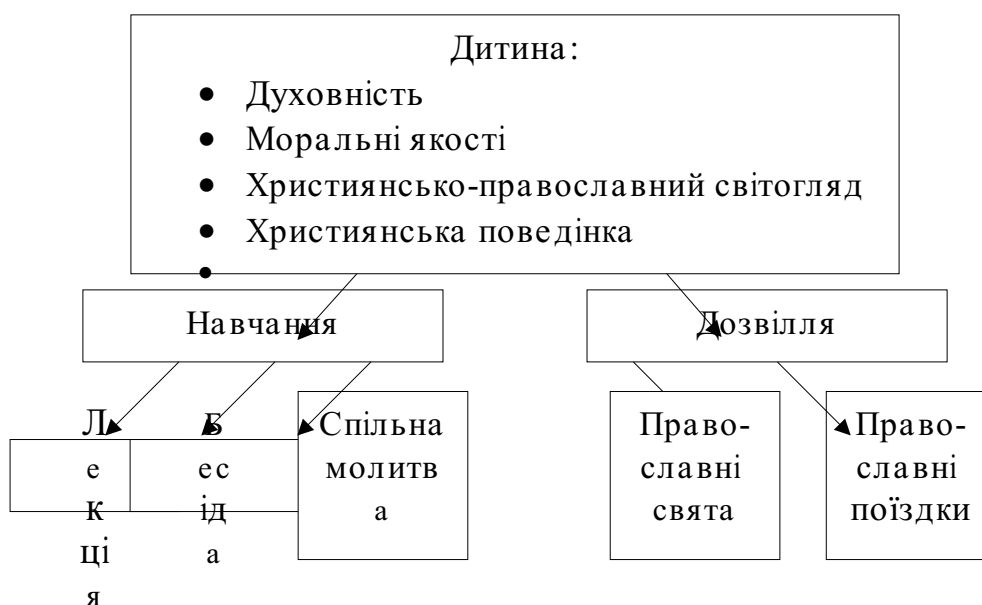 Дитина:
• Духовність
• Моральні якості
• Християнсько-православний світогляд
• Християнська поведінка
•
Навчання
Дозвілля
Л
е
к
ці
я
Б
ес
ід
а
Спільна
молитв
а
Право-
славні
свята
Право-
славні
поїздки